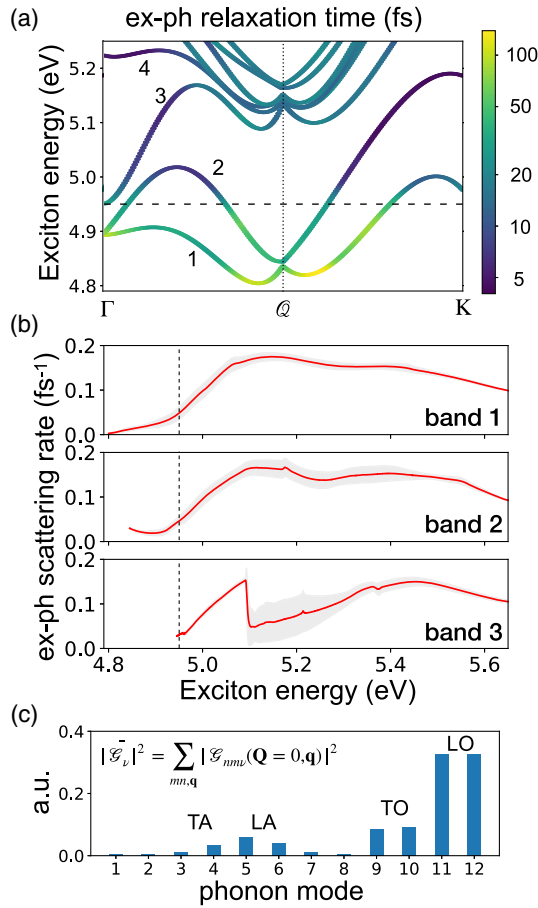 (a) ex-ph relaxation time (fs)
Exciton energy (eV)
5.2
5.1
5.0
4.9
4.8
4
3
2
1
Γ
𝒬
K
100
50
20
10
5
(b)
ex-ph scattering rate (fs⁻¹)
0.2
0.1
0.0
band 1
0.2
0.1
0.0
band 2
0.2
0.1
0.0
band 3
4.8 5.0 5.2 5.4 5.6
Exciton energy (eV)
(c)
a.u.
0.4
0.2
0.0
|𝒢̄_ν|² = ∑_{mn,q} |𝒢_{nmν}(Q = 0,q)|²
TA
LA
TO
LO
1 2 3 4 5 6 7 8 9 10 11 12
phonon mode